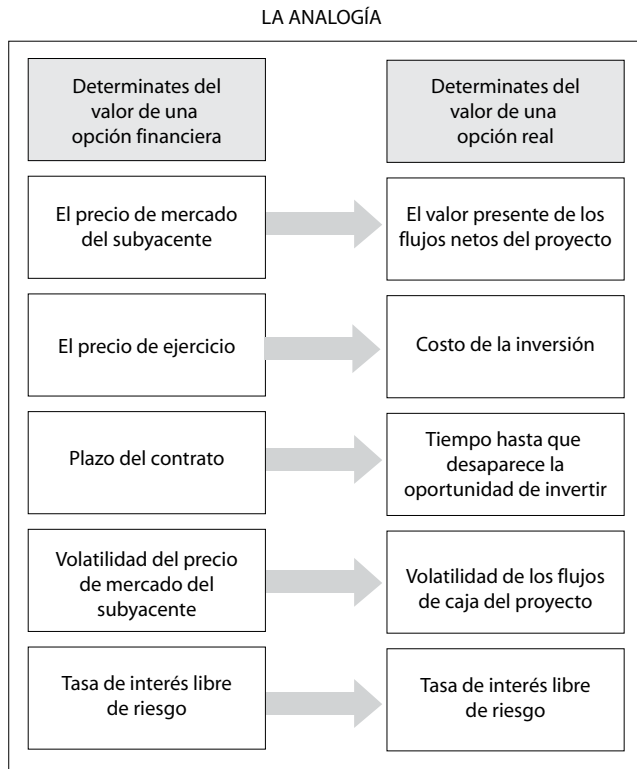 LA ANALOGÍA
Determinates del
valor de una
opción financiera
Determinates del
valor de una
opción real
El precio de mercado
del subyacente
El valor presente de los
flujos netos del proyecto
El precio de ejercicio
Costo de la inversión
Plazo del contrato
Tiempo hasta que
desaparece la
oportunidad de invertir
Volatilidad del precio
de mercado del
subyacente
Volatilidad de los flujos
de caja del proyecto
Tasa de interés libre
de riesgo
Tasa de interés libre
de riesgo